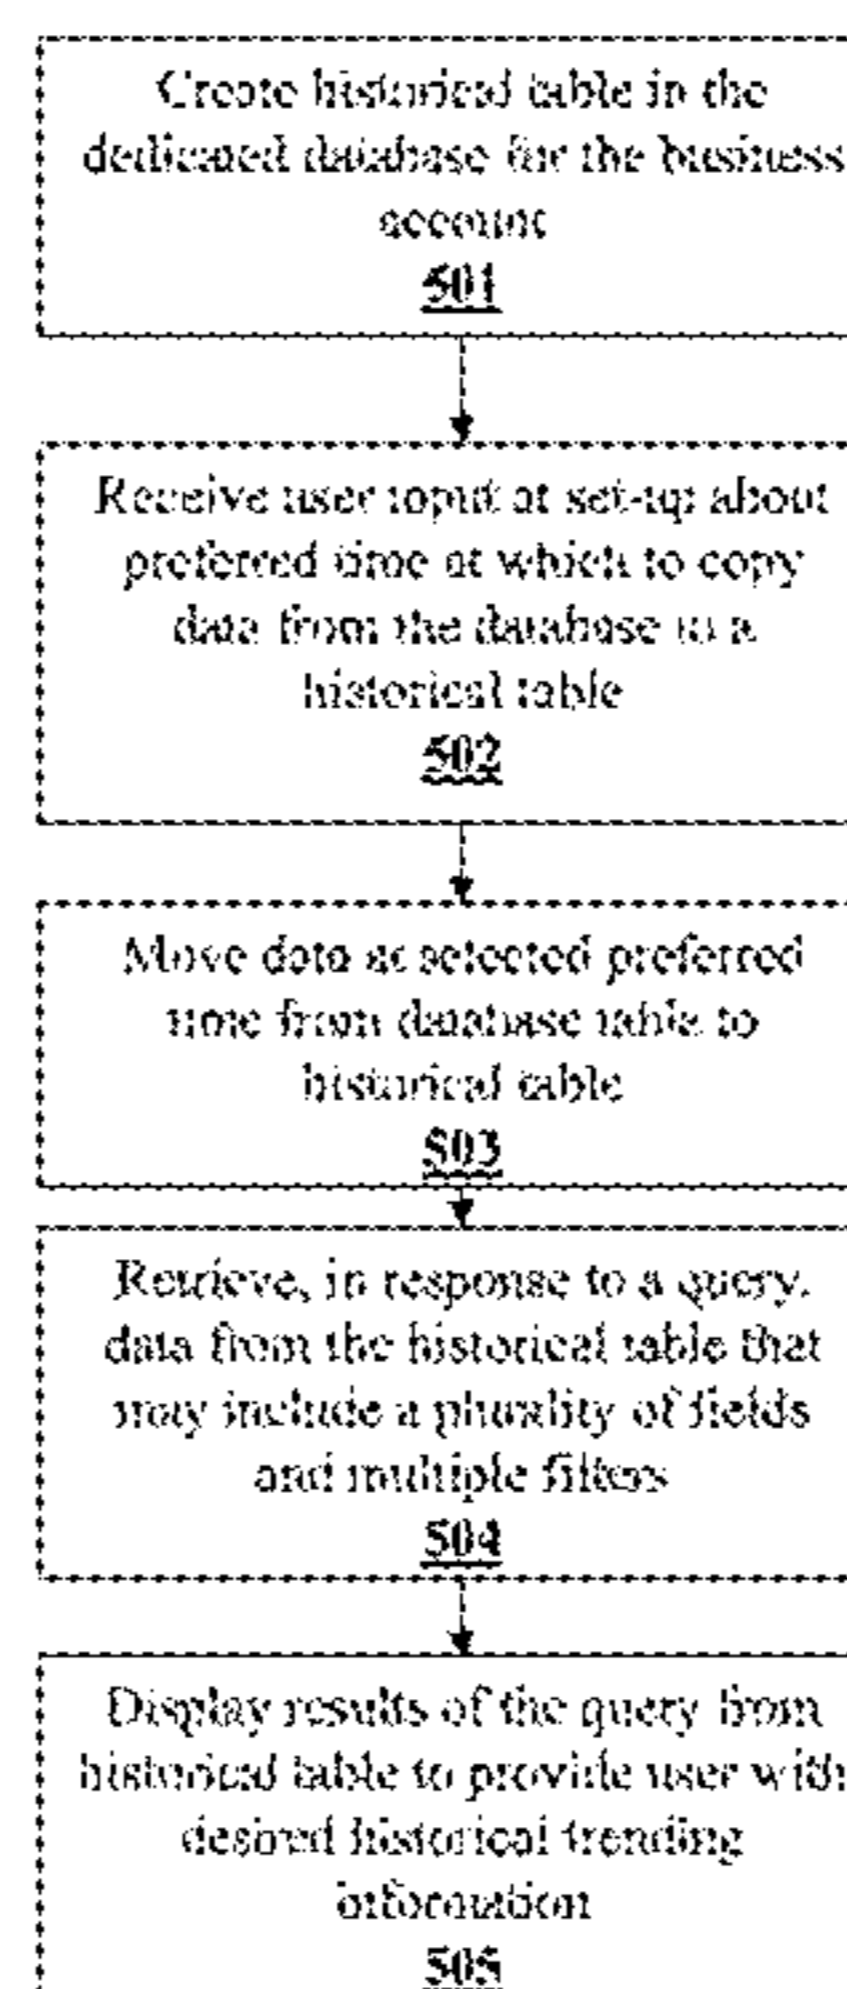 Create historical table in the
dedicated database for the business
account
501
Receive user input at set-up about
preferred time at which to copy
data from the database to a
historical table
502
Move data at selected preferred
time from database table to
historical table
503
Retrieve, in response to a query,
data from the historical table that
may include a plurality of fields
and multiple filters
504
Display results of the query from
historical table to provide user with
desired historical trending
information
505